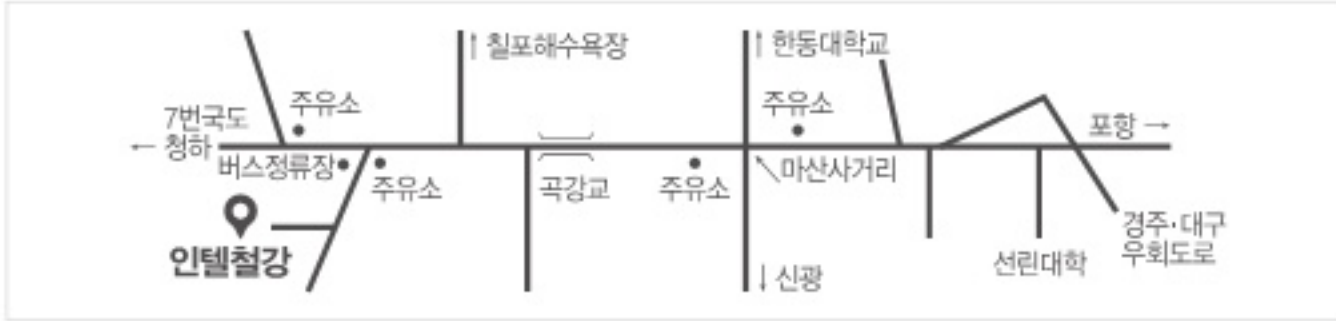 ↑ 칠포해수욕장
↑ 한동대학교
7번국도
← 청하
주유소
주유소
포항 →
버스정류장
주유소
곡강교
주유소
↖마산사거리
인텔철강
경주·대구
우회도로
선린대학
↓ 신광